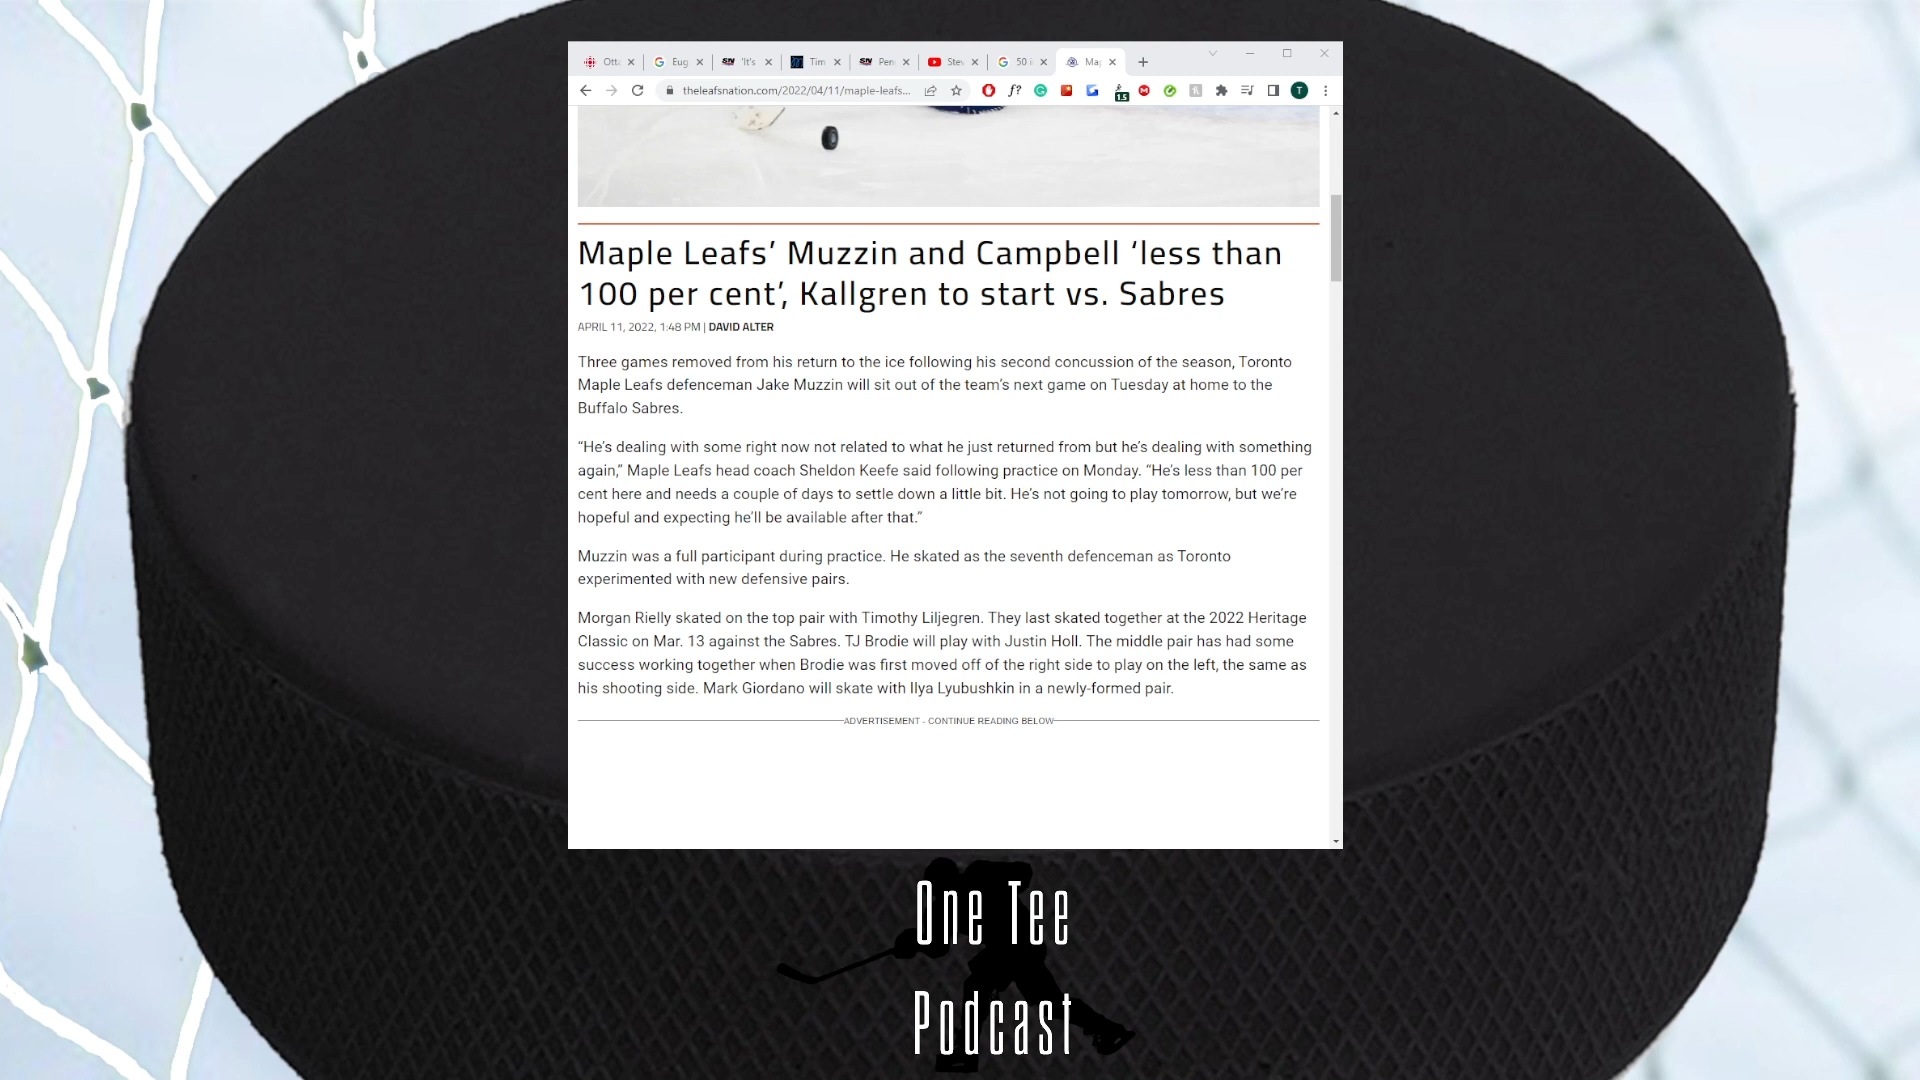 Ott
Eug
'It's
Tim
Pen
Stev
50 i
Map
theleafsnation.com/2022/04/11/maple-leafs...
f?
1.5
T
Maple Leafs’ Muzzin and Campbell ‘less than
100 per cent’, Kallgren to start vs. Sabres
APRIL 11, 2022, 1:48 PM | DAVID ALTER
Three games removed from his return to the ice following his second concussion of the season, Toronto
Maple Leafs defenceman Jake Muzzin will sit out of the team’s next game on Tuesday at home to the
Buffalo Sabres.
“He’s dealing with some right now not related to what he just returned from but he’s dealing with something
again,” Maple Leafs head coach Sheldon Keefe said following practice on Monday. “He’s less than 100 per
cent here and needs a couple of days to settle down a little bit. He’s not going to play tomorrow, but we’re
hopeful and expecting he’ll be available after that.”
Muzzin was a full participant during practice. He skated as the seventh defenceman as Toronto
experimented with new defensive pairs.
Morgan Rielly skated on the top pair with Timothy Liljegren. They last skated together at the 2022 Heritage
Classic on Mar. 13 against the Sabres. TJ Brodie will play with Justin Holl. The middle pair has had some
success working together when Brodie was first moved off of the right side to play on the left, the same as
his shooting side. Mark Giordano will skate with Ilya Lyubushkin in a newly-formed pair.
ADVERTISEMENT - CONTINUE READING BELOW
One Tee
Podcast